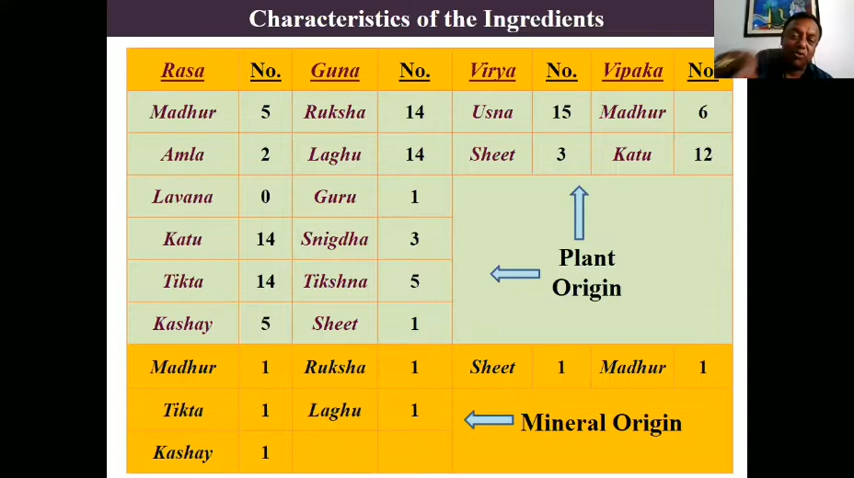 Characteristics of the Ingredients
Rasa No. Guna No. Virya No. Vipaka No.
Madhur 5 Ruksha 14 Usna 15 Madhur 6
Amla 2 Laghu 14 Sheet 3 Katu 12
Lavana 0 Guru 1
Katu 14 Snigdha 3
Tikta 14 Tikshna 5
Kashay 5 Sheet 1
Plant
Origin
Madhur 1 Ruksha 1 Sheet 1 Madhur 1
Tikta 1 Laghu 1
Kashay 1
Mineral Origin